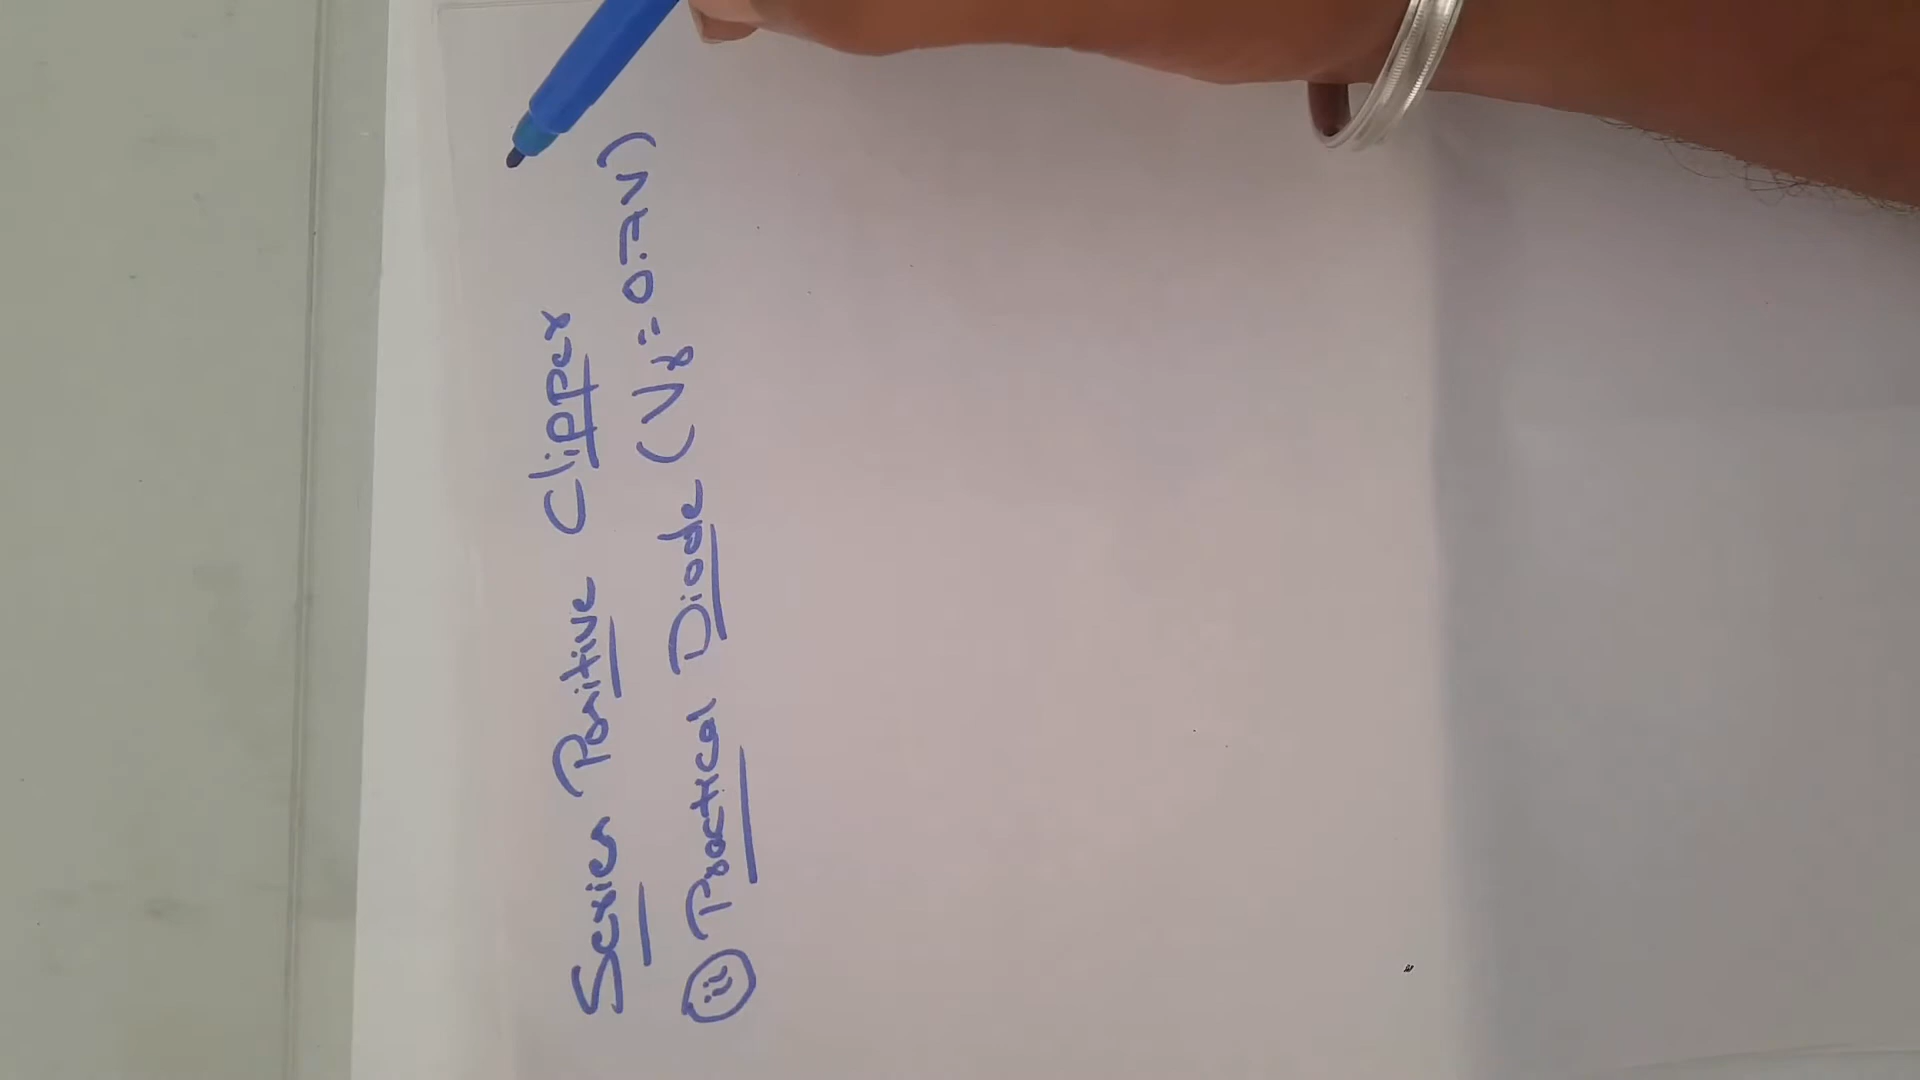 Series Positive Clipper
(ii) Practical Diode (Vγ = 0.7V)